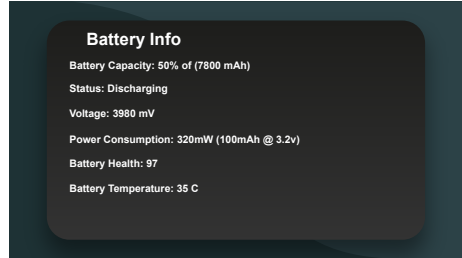 Battery Info
Battery Capacity: 50% of (7800 mAh)
Status: Discharging
Voltage: 3980 mV
Power Consumption: 320mW (100mAh @ 3.2v)
Battery Health: 97
Battery Temperature: 35 C